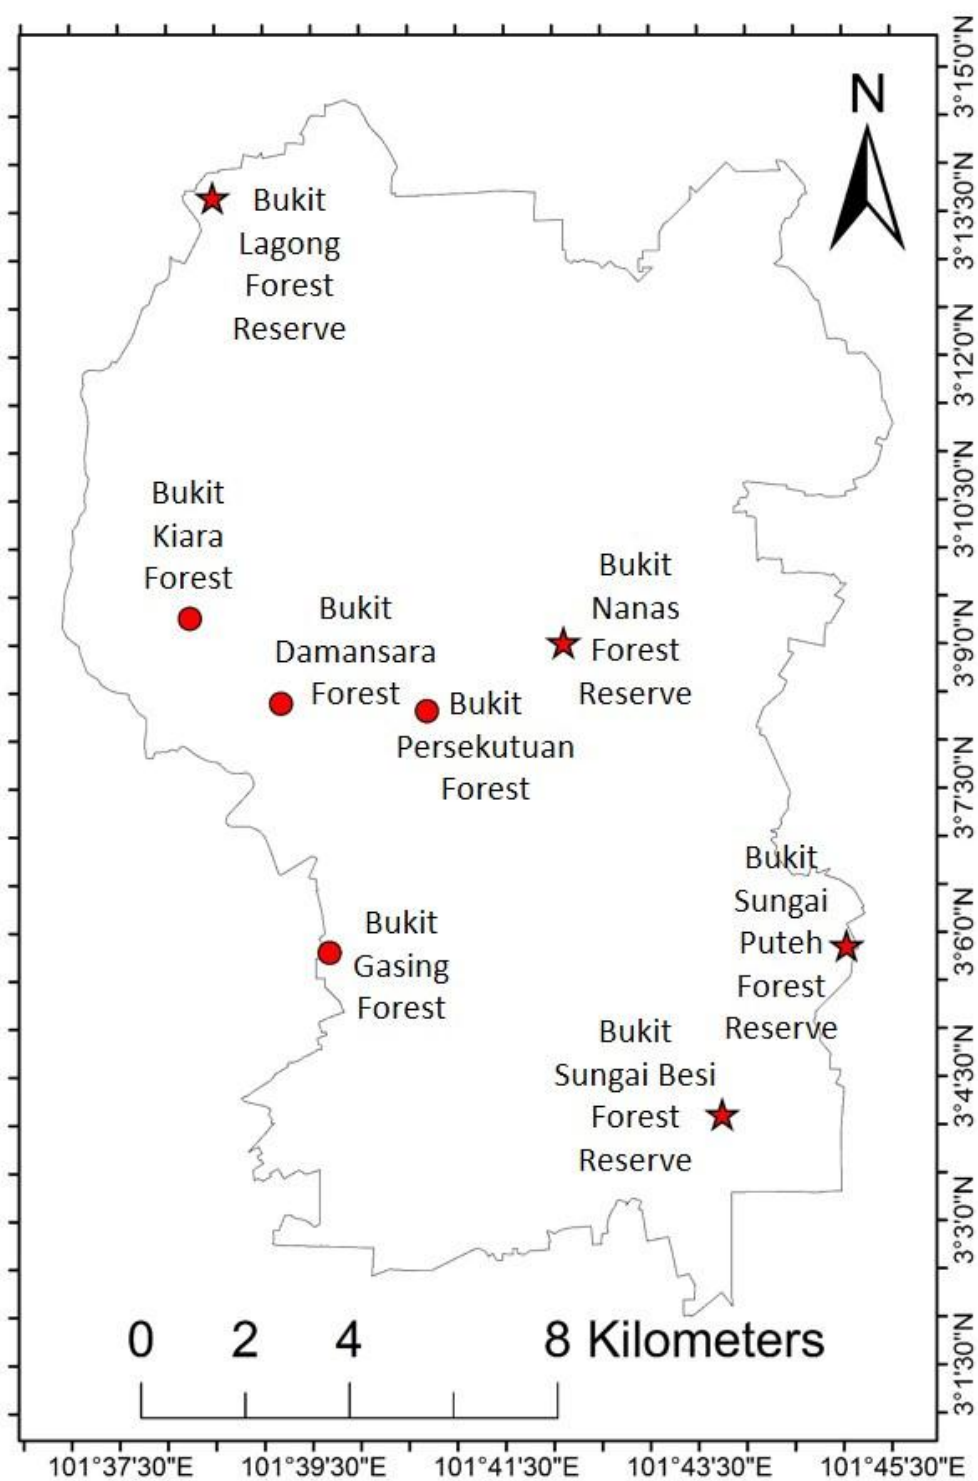 N
Bukit
Lagong
Forest
Reserve
Bukit
Kiara
Forest
Bukit
Damansara
Forest
Bukit
Nanas
Forest
Reserve
Bukit
Persekutuan
Forest
Bukit
Sungai
Puteh
Forest
Reserve
Bukit
Gasing
Forest
Bukit
Sungai Besi
Forest
Reserve
0 2 4 8 Kilometers
3°15'0"N
3°13'30"N
3°12'0"N
3°10'30"N
3°9'0"N
3°7'30"N
3°6'0"N
3°4'30"N
3°3'0"N
3°1'30"N
101°37'30"E 101°39'30"E 101°41'30"E 101°43'30"E 101°45'30"E